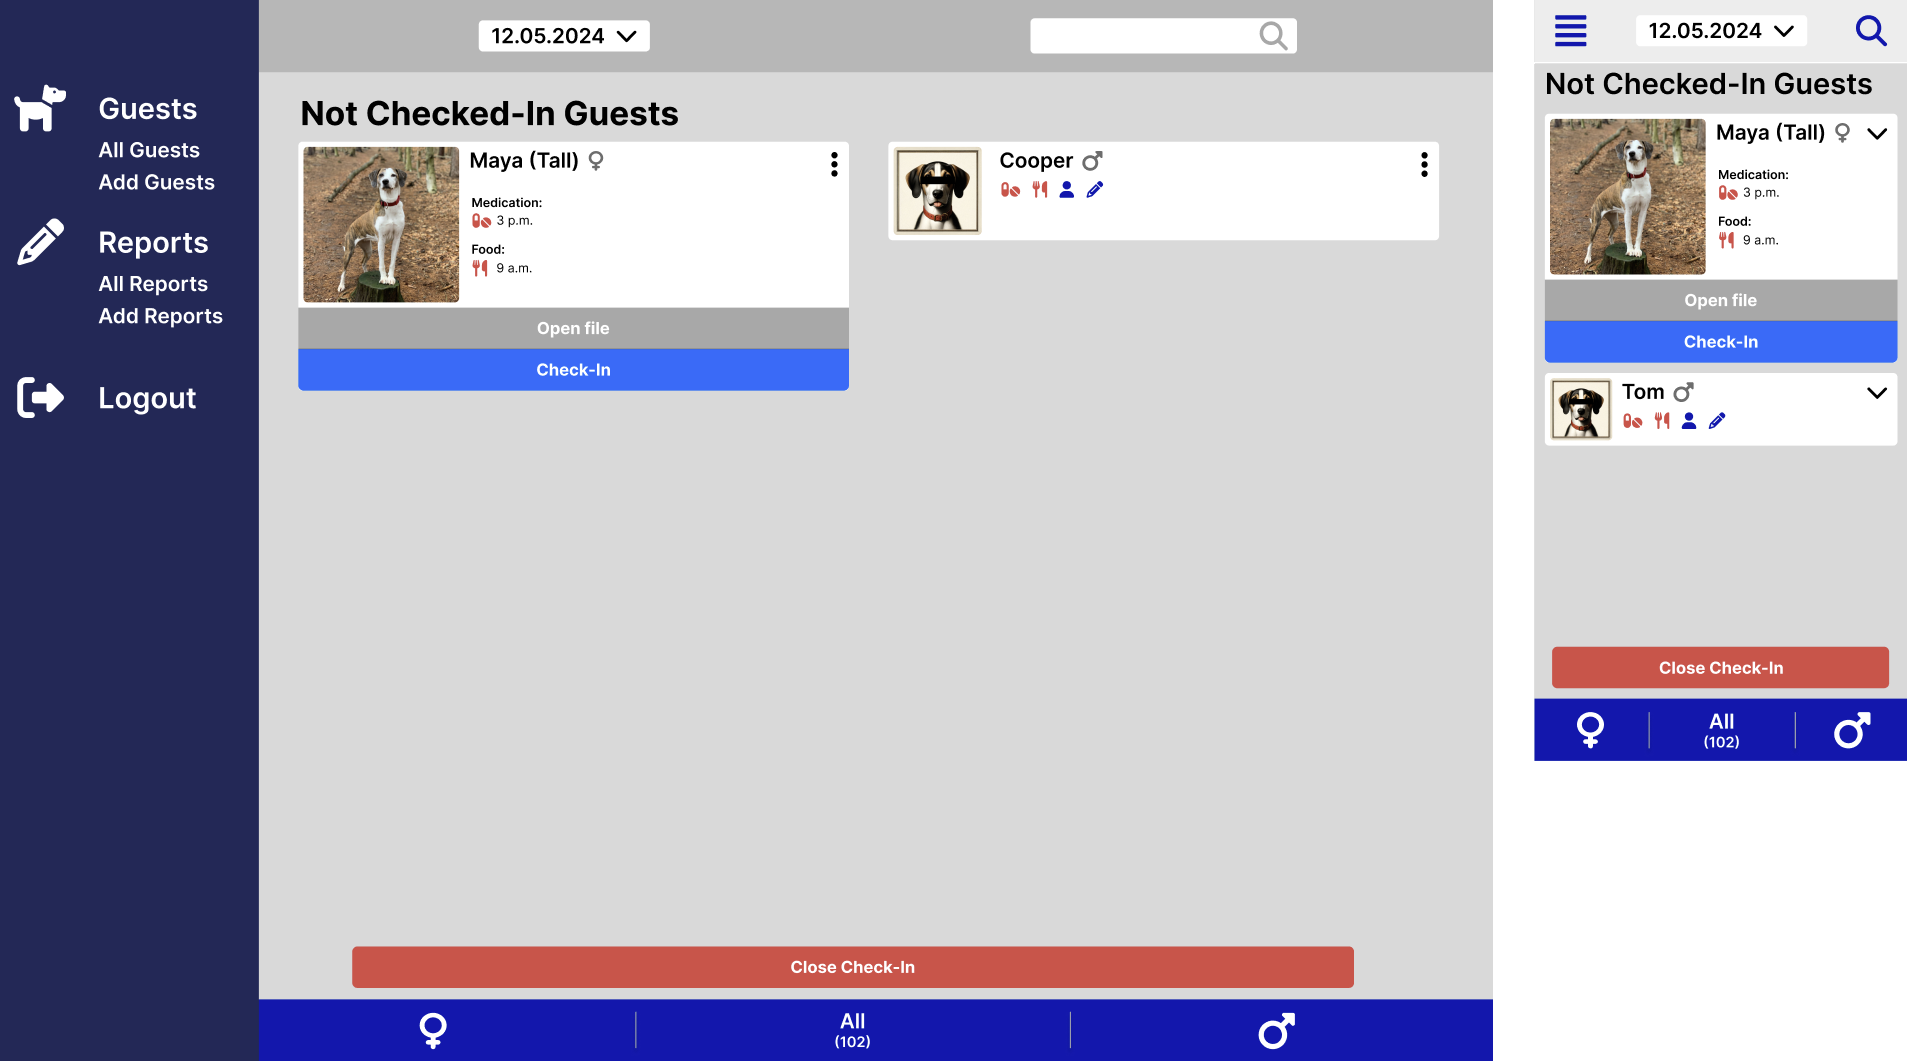 Guests
All Guests
Add Guests
Reports
All Reports
Add Reports
Logout
12.05.2024
Not Checked-In Guests
Maya (Tall)
Medication:
3 p.m.
Food:
9 a.m.
Open file
Check-In
Cooper
Close Check-In
All
(102)
12.05.2024
Not Checked-In Guests
Maya (Tall)
Medication:
3 p.m.
Food:
9 a.m.
Open file
Check-In
Tom
Close Check-In
All
(102)